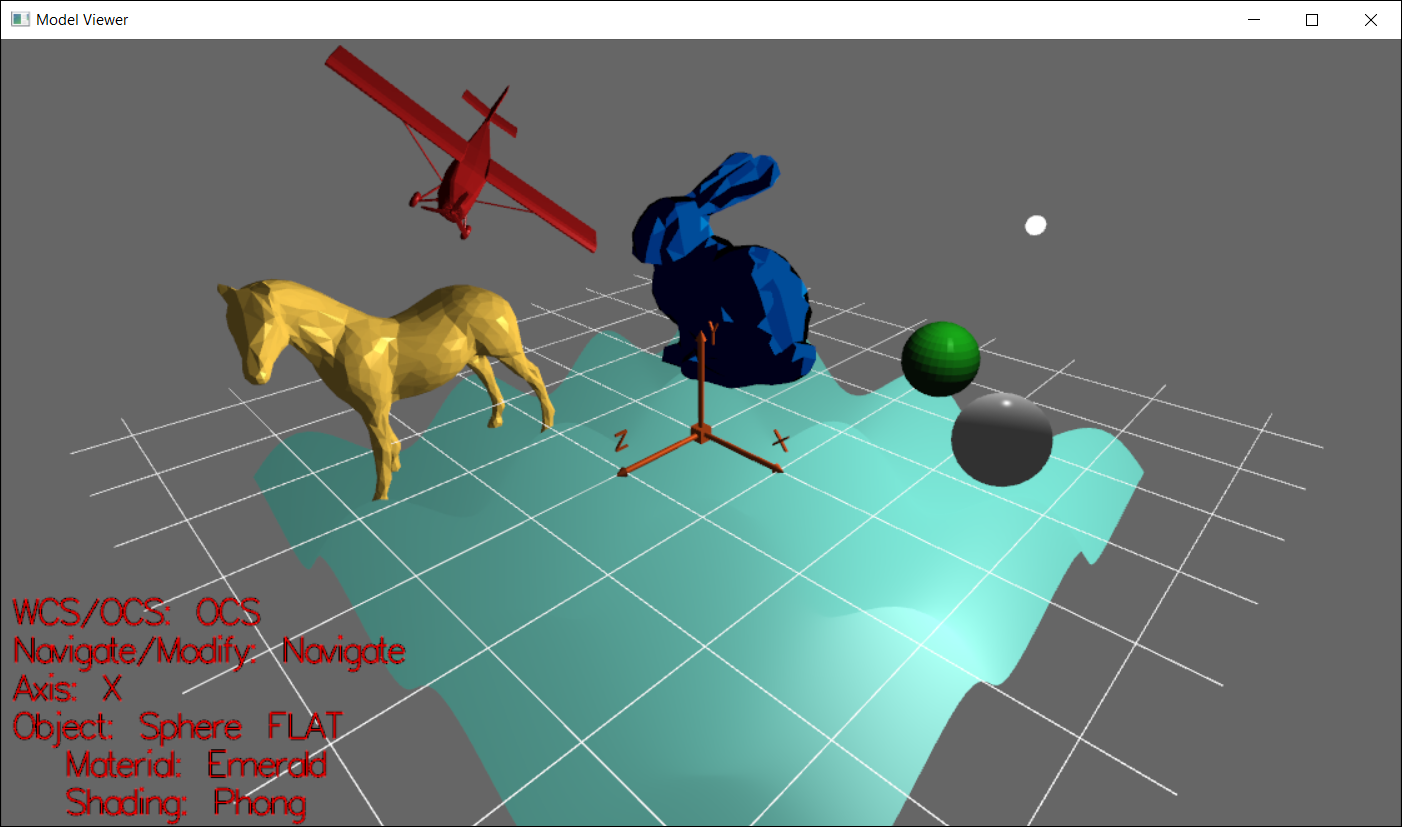 Model Viewer
Y
Z X
WCS/OCS: OCS
Navigate/Modify: Navigate
Axis: X
Object: Sphere FLAT
Material: Emerald
Shading: Phong